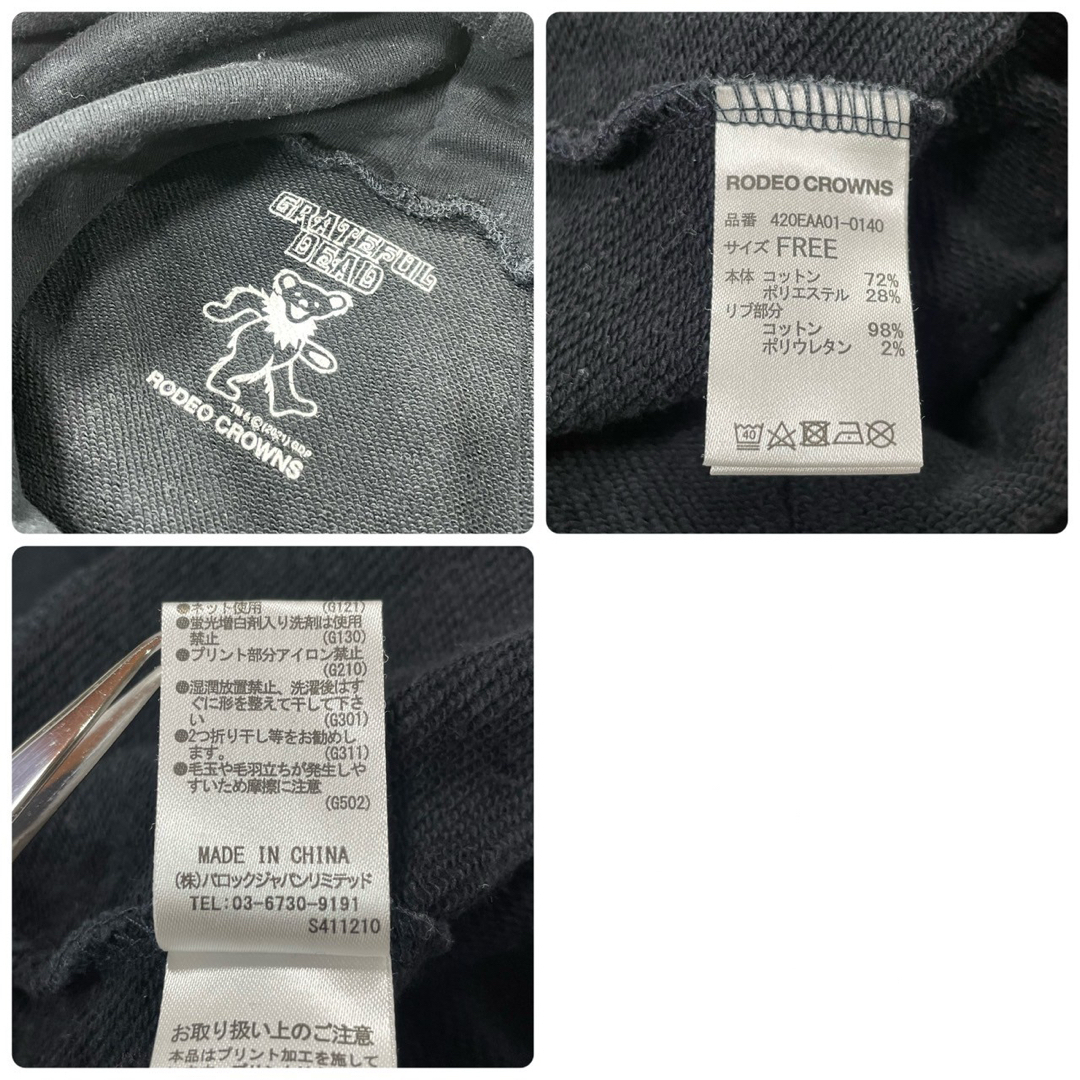 GRATEFUL
DEAD
TM & © (2021) GDP
RODEO CROWNS
RODEO CROWNS
品番 420EAA01-0140
サイズ FREE
本体 コットン 72%
ポリエステル 28%
リブ部分
コットン 98%
ポリウレタン 2%
40
●ネット使用 (G121)
●蛍光増白剤入り洗剤は使用
禁止 (G130)
●プリント部分アイロン禁止
(G210)
●湿潤放置禁止、洗濯後はす
ぐに形を整えて干して下さ
い (G301)
●2つ折り干し等をお勧めし
ます。 (G311)
●毛玉や毛羽立ちが発生しや
すいため摩擦に注意
(G502)
MADE IN CHINA
(株)バロックジャパンリミテッド
TEL:03-6730-9191
S411210
お取り扱い上のご注意
本品はプリント加工を施して